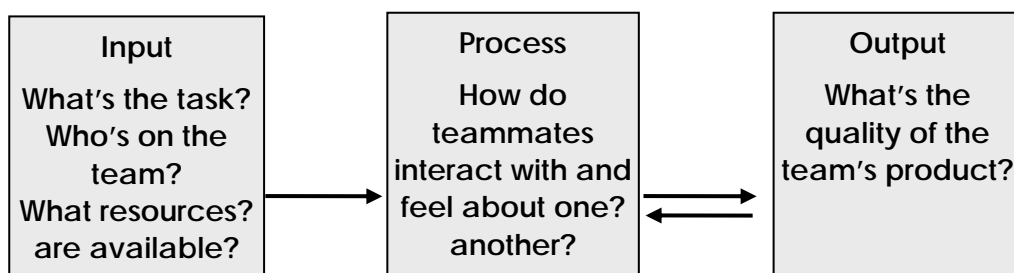 Input
What's the task?
Who's on the
team?
What resources?
are available?
Process
How do
teammates
interact with and
feel about one?
another?
Output
What's the
quality of the
team's product?